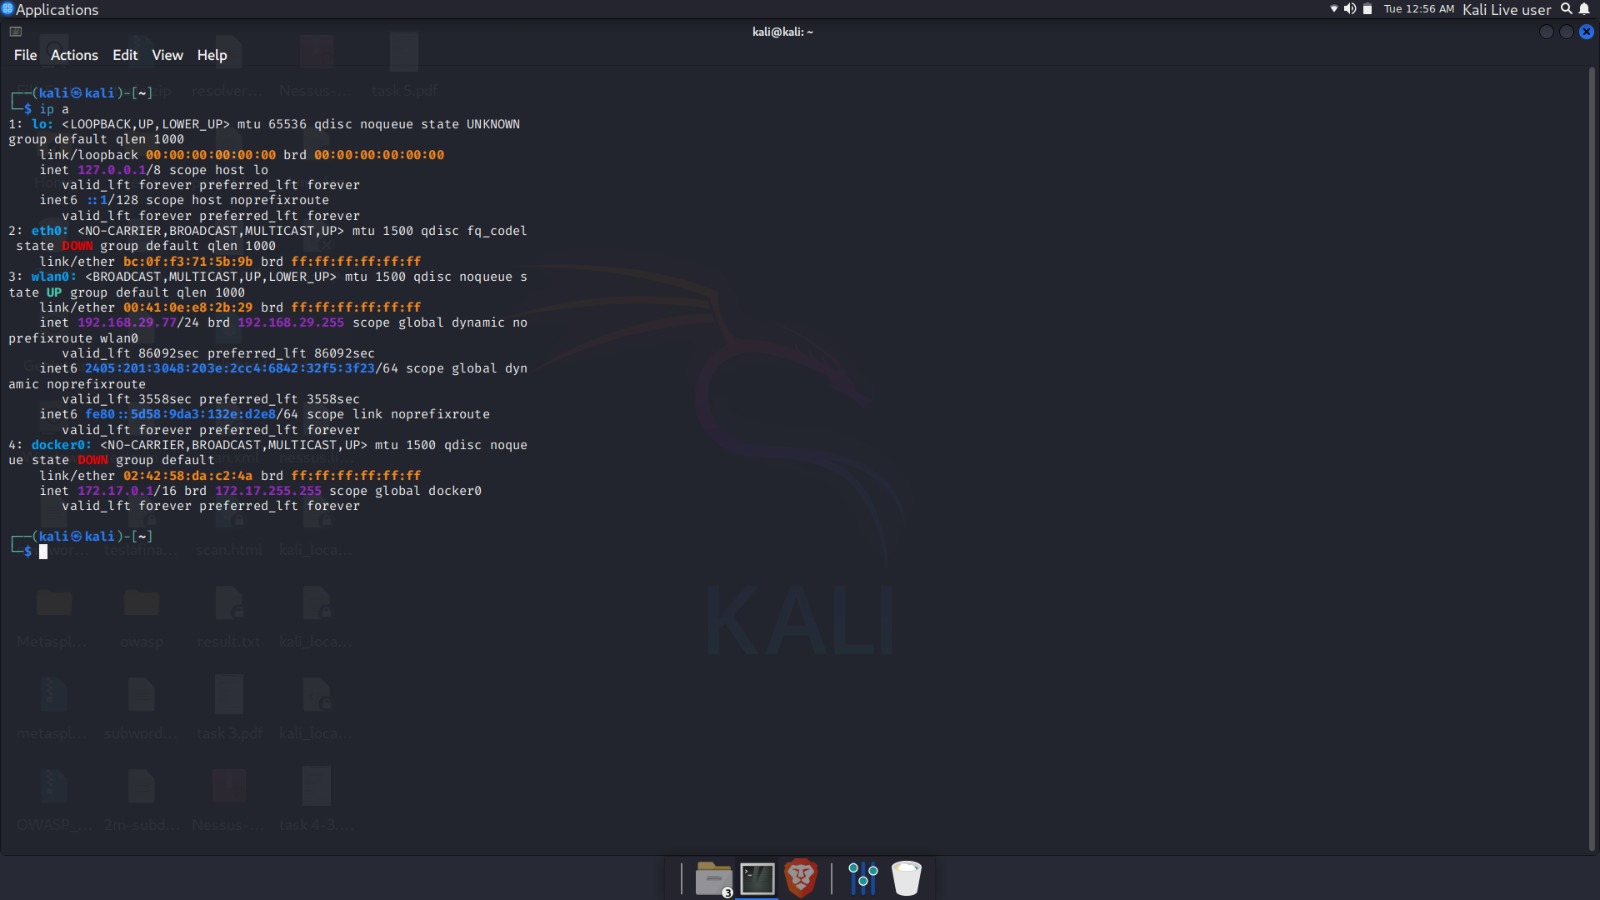 Applications
Tue 12:56 AM Kali Live user
kali@kali: ~
File Actions Edit View Help
resolver... Nessus-... task 5.pdf
┌──(kali㉿kali)-[~]
└─$ ip a
1: lo: <LOOPBACK,UP,LOWER_UP> mtu 65536 qdisc noqueue state UNKNOWN
group default qlen 1000
link/loopback 00:00:00:00:00:00 brd 00:00:00:00:00:00
inet 127.0.0.1/8 scope host lo
valid_lft forever preferred_lft forever
inet6 ::1/128 scope host noprefixroute
valid_lft forever preferred_lft forever
2: eth0: <NO-CARRIER,BROADCAST,MULTICAST,UP> mtu 1500 qdisc fq_codel
state DOWN group default qlen 1000
link/ether bc:0f:f3:71:5b:9b brd ff:ff:ff:ff:ff:ff
3: wlan0: <BROADCAST,MULTICAST,UP,LOWER_UP> mtu 1500 qdisc noqueue s
tate UP group default qlen 1000
link/ether 00:41:0e:e8:2b:29 brd ff:ff:ff:ff:ff:ff
inet 192.168.29.77/24 brd 192.168.29.255 scope global dynamic no
prefixroute wlan0
valid_lft 86092sec preferred_lft 86092sec
inet6 2405:201:3048:203e:2cc4:6842:32f5:3f23/64 scope global dyn
amic noprefixroute
valid_lft 3558sec preferred_lft 3558sec
inet6 fe80::5d58:9da3:132e:d2e8/64 scope link noprefixroute
valid_lft forever preferred_lft forever
4: docker0: <NO-CARRIER,BROADCAST,MULTICAST,UP> mtu 1500 qdisc noque
ue state DOWN group default
link/ether 02:42:58:da:c2:4a brd ff:ff:ff:ff:ff:ff
inet 172.17.0.1/16 brd 172.17.255.255 scope global docker0
valid_lft forever preferred_lft forever
┌──(kali㉿kali)-[~]
└─$
scan.html kali_loca...
KALI
Metaspl... owasp result.txt kali_loca...
metaspl... subword... task 3.pdf kali_loca...
OWASP_... 2m-subd... Nessus-... task 4-3....
3